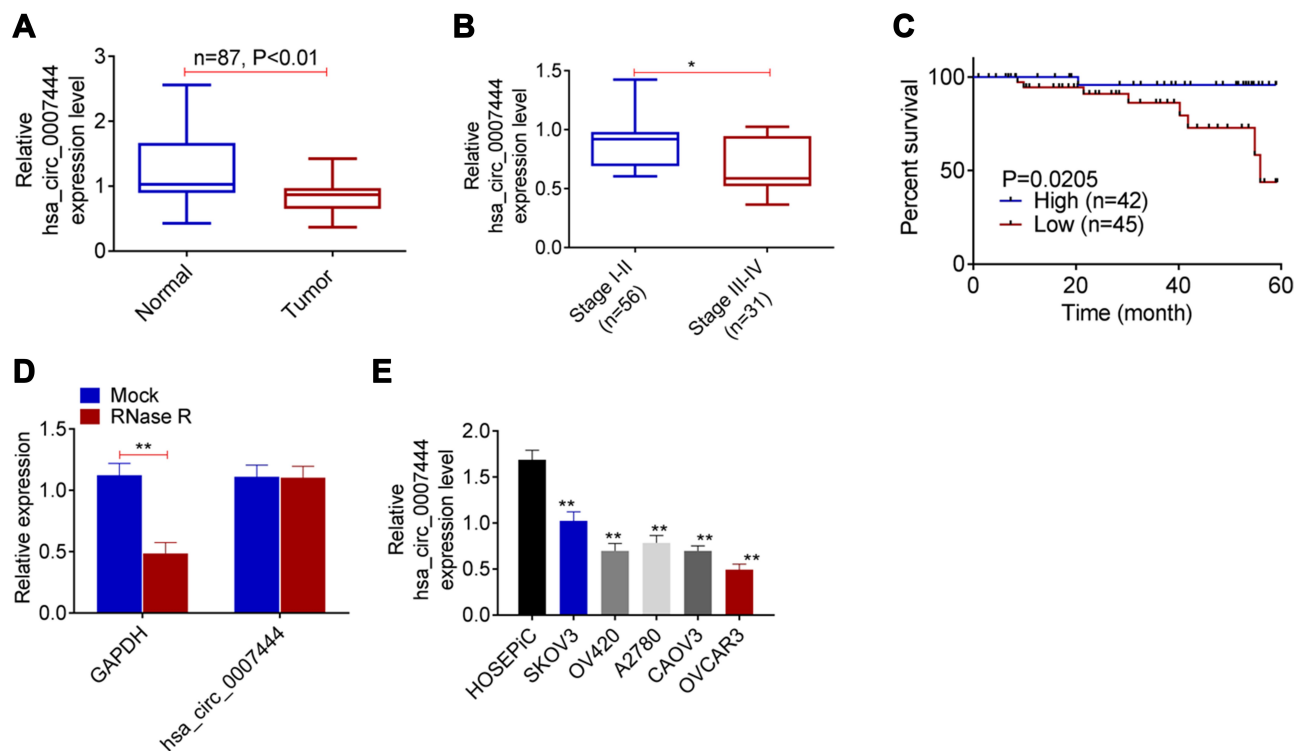 A
n=87, P<0.01
Relative
hsa_circ_0007444
expression level
3
2
1
0
Normal
Tumor
B
*
Relative
hsa_circ_0007444
expression level
1.5
1.0
0.5
0.0
Stage I-II
(n=56)
Stage III-IV
(n=31)
C
Percent survival
100
50
0
P=0.0205
High (n=42)
Low (n=45)
0
20
40
60
Time (month)
D
Mock
RNase R
Relative expression
1.5
1.0
0.5
0.0
**
GAPDH
hsa_circ_0007444
E
Relative
hsa_circ_0007444
expression level
2.0
1.5
1.0
0.5
0.0
**
**
**
**
**
HOSEPiC
SKOV3
OV420
A2780
CAOV3
OVCAR3